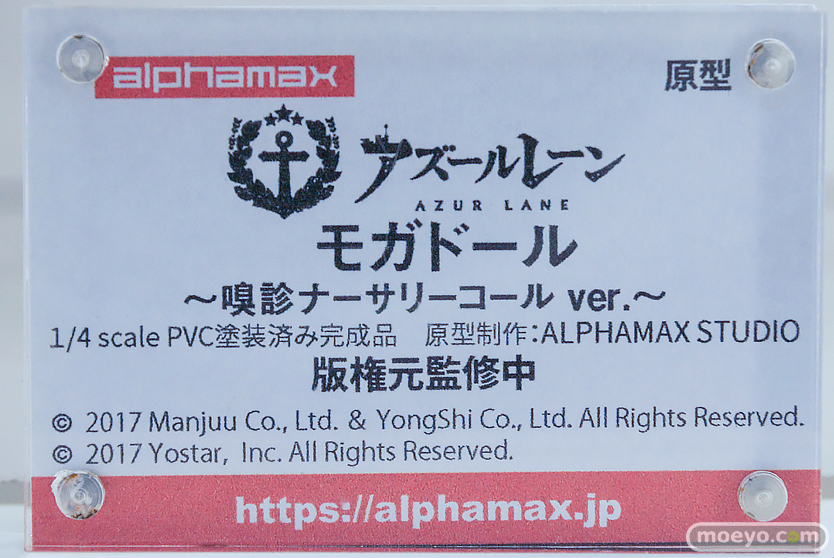 alphamax
原型
アズールレーン
AZUR LANE
モガドール
～嗅診ナーサリーコール ver.～
1/4 scale PVC塗装済み完成品　原型制作：ALPHAMAX STUDIO
版権元監修中
© 2017 Manjuu Co., Ltd. & YongShi Co., Ltd. All Rights Reserved.
© 2017 Yostar, Inc. All Rights Reserved.
https://alphamax.jp
moeyo.com